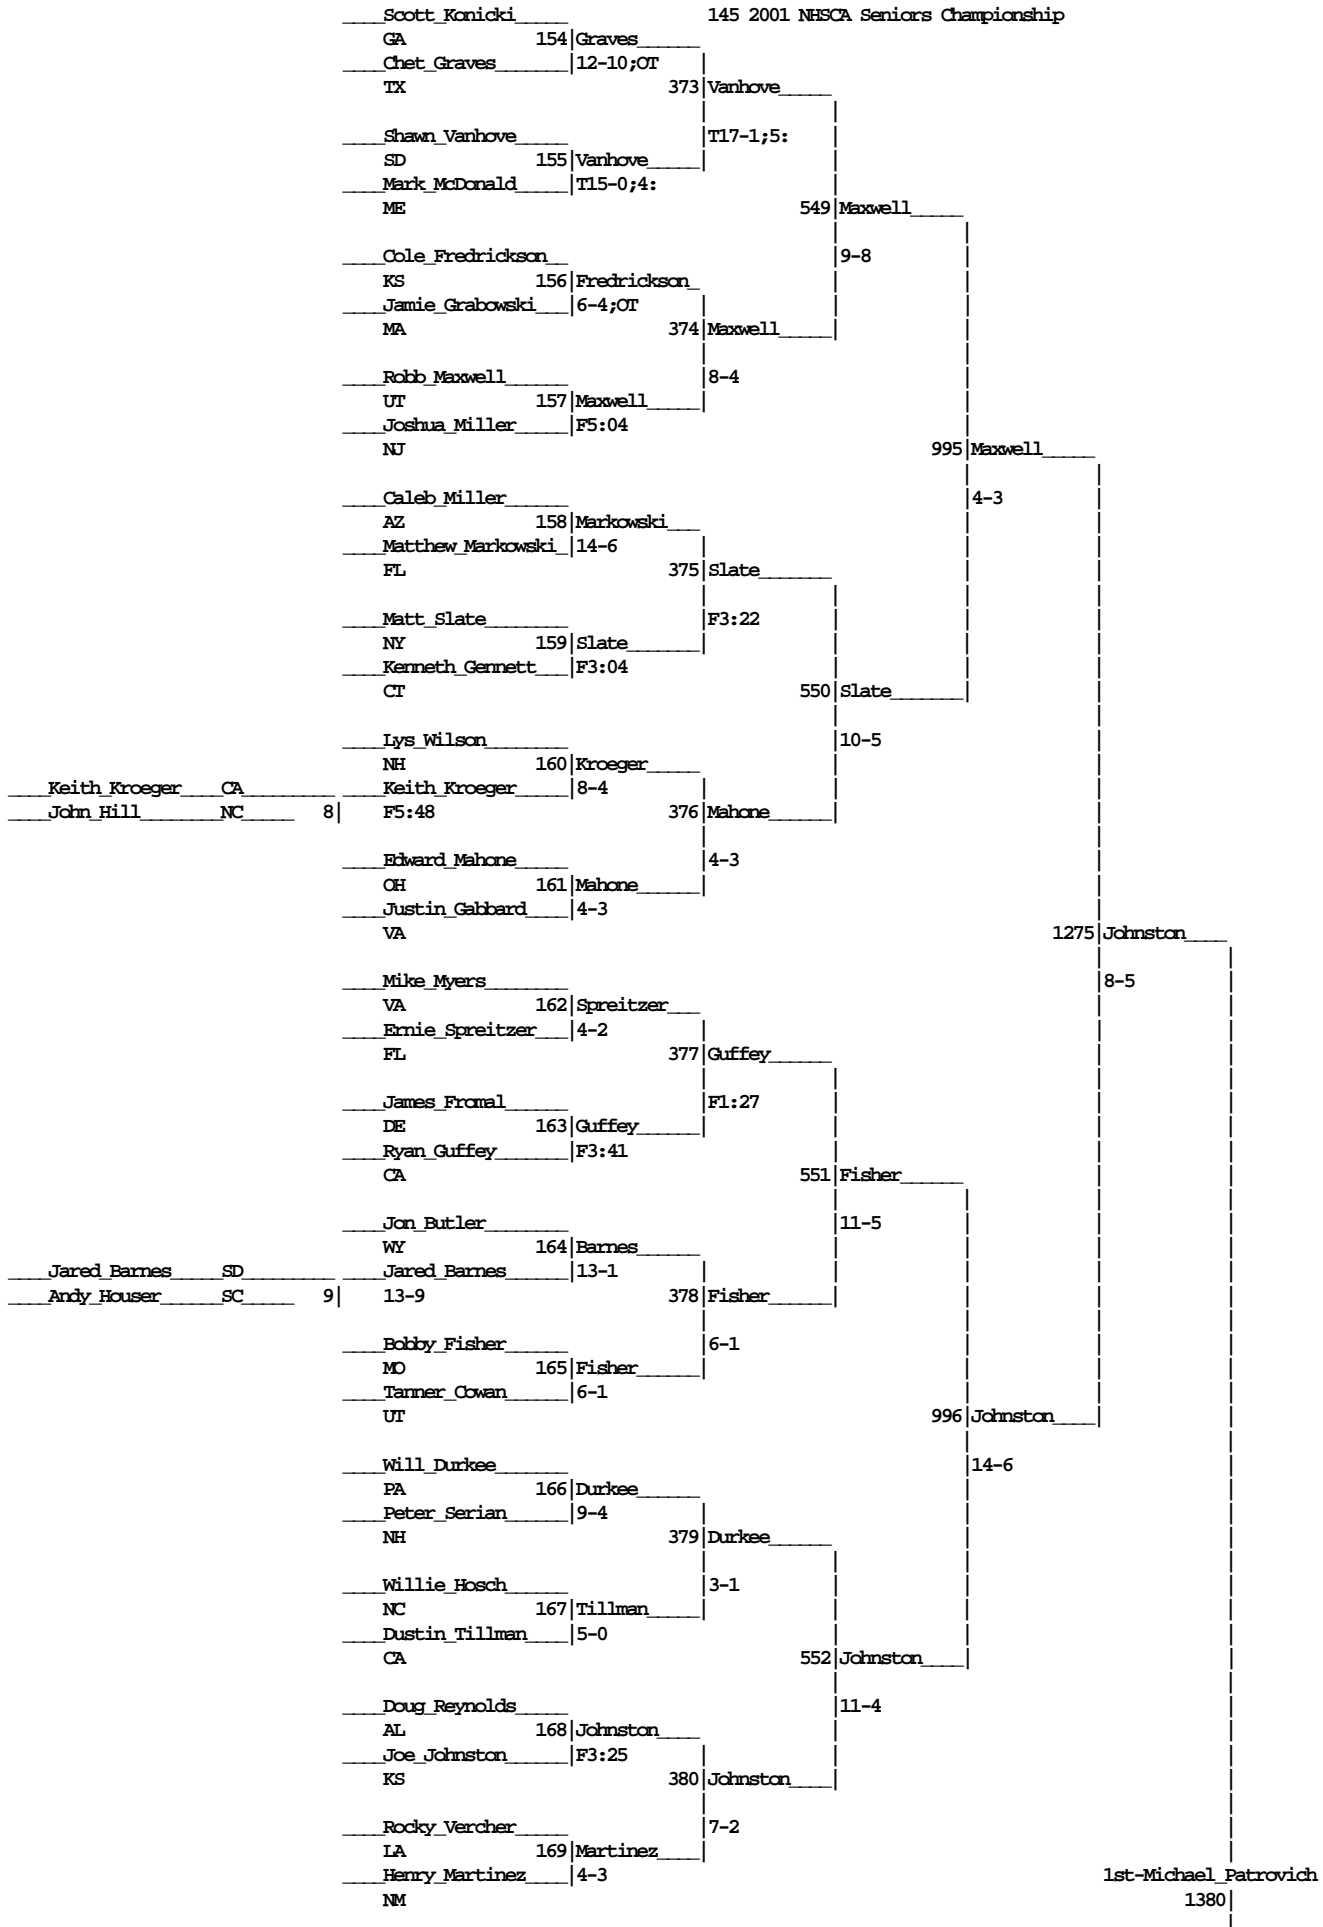 ____Scott_Konicki_____ 145 2001 NHSCA Seniors Championship
GA 154|Graves______
____Chet_Graves_______|12-10;OT |
TX 373|Vanhove_____
| |
____Shawn_Vanhove_____ |T17-1;5: |
SD 155|Vanhove_____| |
____Mark_McDonald_____|T15-0;4: |
ME 549|Maxwell_____
| |
____Cole_Fredrickson__ |9-8 |
KS 156|Fredrickson_ | |
____Jamie_Grabowski___|6-4;OT | | |
MA 374|Maxwell_____| |
| |
____Robb_Maxwell______ |8-4 |
UT 157|Maxwell_____| |
____Joshua_Miller_____|F5:04 |
NJ 995|Maxwell_____
| |
____Caleb_Miller______ |4-3 |
AZ 158|Markowski___ | |
____Matthew_Markowski_|14-6 | | |
FL 375|Slate_______ | |
| | | |
____Matt_Slate________ |F3:22 | | |
NY 159|Slate_______| | | |
____Kenneth_Gennett___|F3:04 | | |
CT 550|Slate_______| |
| |
____Lys_Wilson________ |10-5 |
NH 160|Kroeger_____ | |
____Keith_Kroeger____CA_________ ____Keith_Kroeger_____|8-4 | | |
____John_Hill________NC_____ 8| F5:48 376|Mahone______| |
| |
____Edward_Mahone_____ |4-3 |
OH 161|Mahone______| |
____Justin_Gabbard____|4-3 |
VA 1275|Johnston____
| |
____Mike_Myers________ |8-5 |
VA 162|Spreitzer___ | |
____Ernie_Spreitzer___|4-2 | | |
FL 377|Guffey______ | |
| | | |
____James_Fromal______ |F1:27 | | |
DE 163|Guffey______| | | |
____Ryan_Guffey_______|F3:41 | | |
CA 551|Fisher______ | |
| | | |
____Jon_Butler________ |11-5 | | |
WY 164|Barnes______ | | | |
____Jared_Barnes_____SD_________ ____Jared_Barnes______|13-1 | | | | |
____Andy_Houser______SC_____ 9| 13-9 378|Fisher______| | | |
| | | |
____Bobby_Fisher______ |6-1 | | |
MO 165|Fisher______| | | |
____Tanner_Cowan______|6-1 | | |
UT 996|Johnston____| |
| |
____Will_Durkee_______ |14-6 |
PA 166|Durkee______ | |
____Peter_Serian______|9-4 | | |
NH 379|Durkee______ | |
| | | |
____Willie_Hosch______ |3-1 | | |
NC 167|Tillman_____| | | |
____Dustin_Tillman____|5-0 | | |
CA 552|Johnston____| |
| |
____Doug_Reynolds_____ |11-4 |
AL 168|Johnston____ | |
____Joe_Johnston______|F3:25 | | |
KS 380|Johnston____| |
| |
____Rocky_Vercher_____ |7-2 |
LA 169|Martinez____| |
____Henry_Martinez____|4-3 1st-Michael_Patrovich
NM 1380|
|